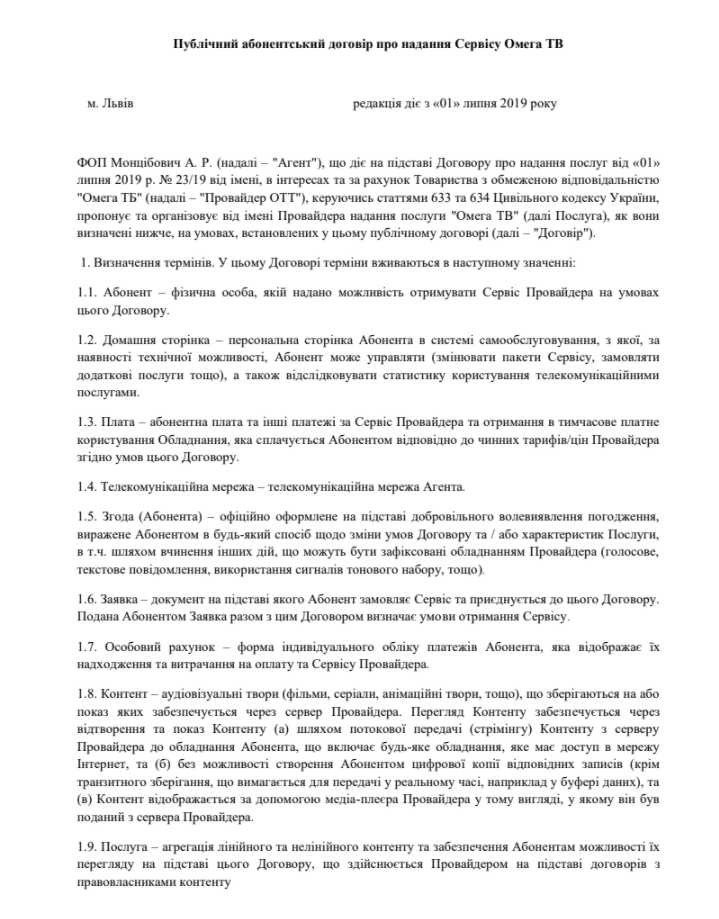 Публічний абонентський договір про надання Сервісу Омега ТВ
м. Львів редакція діє з «01» липня 2019 року
ФОП Монцібович А. Р. (надалі – "Агент"), що діє на підставі Договору про надання послуг від «01»
липня 2019 р. № 23/19 від імені, в інтересах та за рахунок Товариства з обмеженою відповідальністю
"Омега ТБ" (надалі – "Провайдер ОТТ"), керуючись статтями 633 та 634 Цивільного кодексу України,
пропонує та організовує від імені Провайдера надання послуги "Омега ТВ" (далі Послуга), як вони
визначені нижче, на умовах, встановлених у цьому публічному договорі (далі – "Договір").
1. Визначення термінів. У цьому Договорі терміни вживаються в наступному значенні:
1.1. Абонент – фізична особа, якій надано можливість отримувати Сервіс Провайдера на умовах
цього Договору.
1.2. Домашня сторінка – персональна сторінка Абонента в системі самообслуговування, з якої, за
наявності технічної можливості, Абонент може управляти (змінювати пакети Сервісу, замовляти
додаткові послуги тощо), а також відслідковувати статистику користування телекомунікаційними
послугами.
1.3. Плата – абонентна плата та інші платежі за Сервіс Провайдера та отримання в тимчасове платне
користування Обладнання, яка сплачується Абонентом відповідно до чинних тарифів/цін Провайдера
згідно умов цього Договору.
1.4. Телекомунікаційна мережа – телекомунікаційна мережа Агента.
1.5. Згода (Абонента) – офіційно оформлене на підставі добровільного волевиявлення погодження,
виражене Абонентом в будь-який спосіб щодо зміни умов Договору та / або характеристик Послуги,
в т.ч. шляхом вчинення інших дій, що можуть бути зафіксовані обладнанням Провайдера (голосове,
текстове повідомлення, використання сигналів тонового набору, тощо).
1.6. Заявка – документ на підставі якого Абонент замовляє Сервіс та приєднується до цього Договору.
Подана Абонентом Заявка разом з цим Договором визначає умови отримання Сервісу.
1.7. Особовий рахунок – форма індивідуального обліку платежів Абонента, яка відображає їх
надходження та витрачання на оплату та Сервісу Провайдера.
1.8. Контент – аудіовізуальні твори (фільми, серіали, анімаційні твори, тощо), що зберігаються на або
показ яких забезпечується через сервер Провайдера. Перегляд Контенту забезпечується через
відтворення та показ Контенту (а) шляхом потокової передачі (стрімінгу) Контенту з серверу
Провайдера до обладнання Абонента, що включає будь-яке обладнання, яке має доступ в мережу
Інтернет, та (б) без можливості створення Абонентом цифрової копії відповідних записів (крім
транзитного зберігання, що вимагається для передачі у реальному часі, наприклад у буфері даних), та
(в) Контент відображається за допомогою медіа-плеєра Провайдера у тому вигляді, у якому він був
поданий з сервера Провайдера.
1.9. Послуга – агрегація лінійного та нелінійного контенту та забезпечення Абонентам можливості їх
перегляду на підставі цього Договору, що здійснюється Провайдером на підставі договорів з
правовласниками контенту